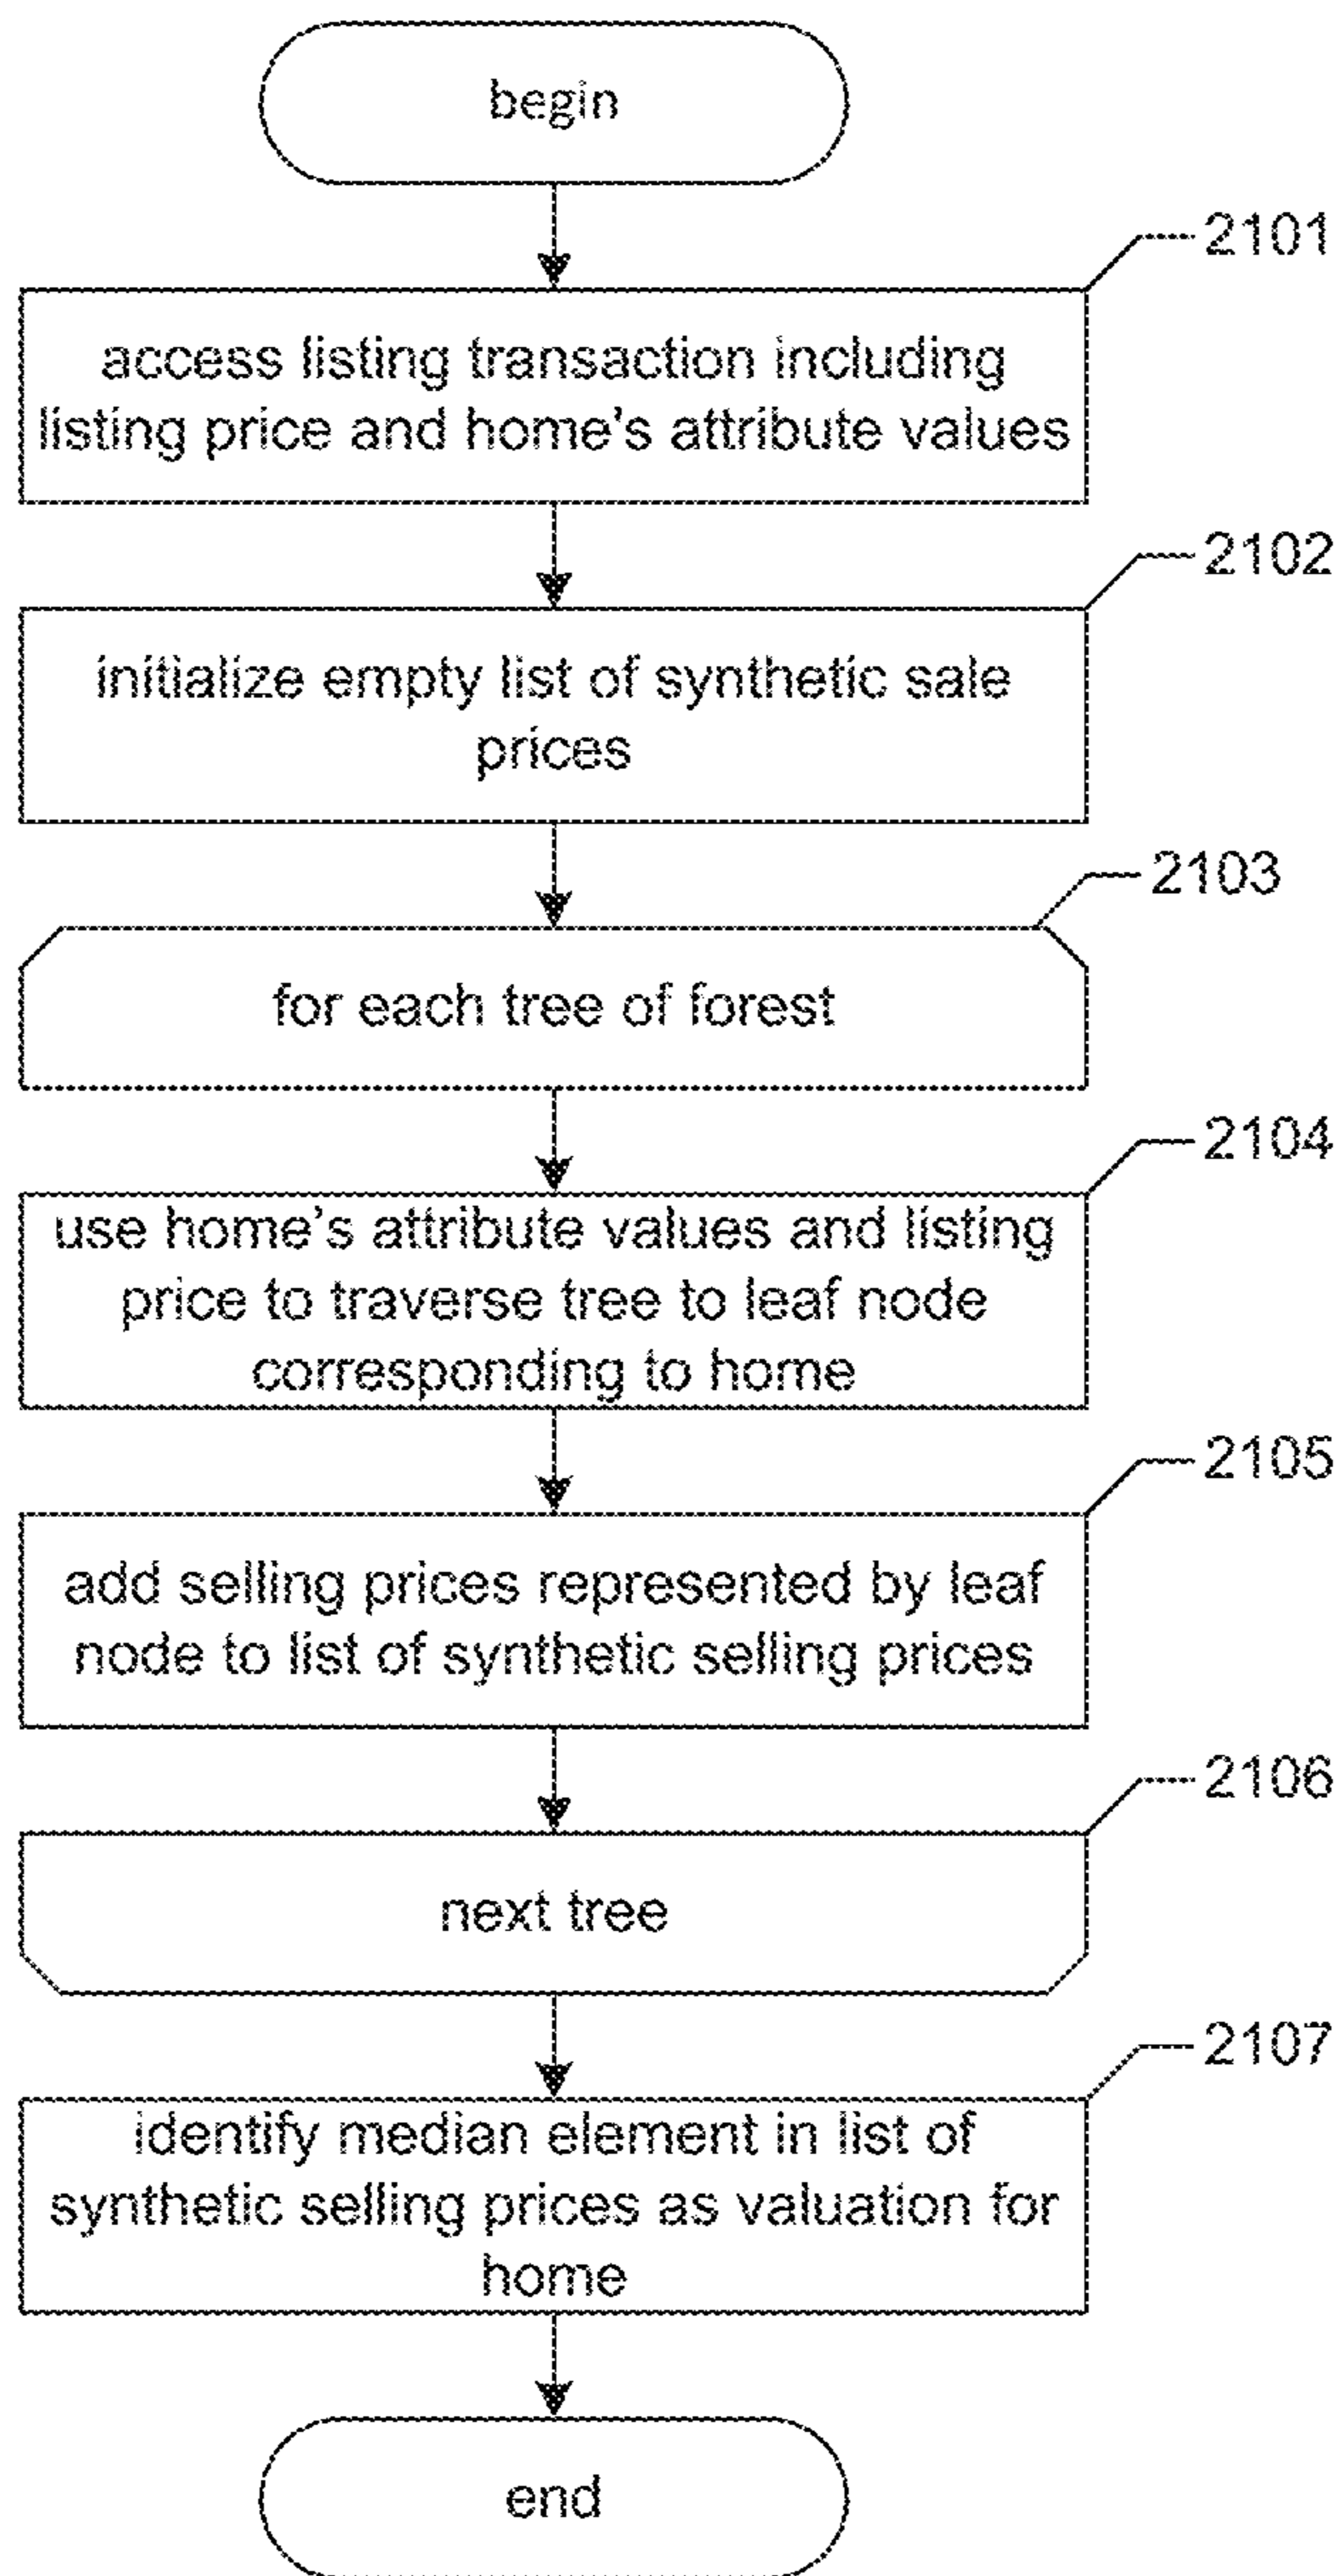 begin
2101
access listing transaction including
listing price and home's attribute values
2102
initialize empty list of synthetic sale
prices
2103
for each tree of forest
2104
use home's attribute values and listing
price to traverse tree to leaf node
corresponding to home
2105
add selling prices represented by leaf
node to list of synthetic selling prices
2106
next tree
2107
identify median element in list of
synthetic selling prices as valuation for
home
end